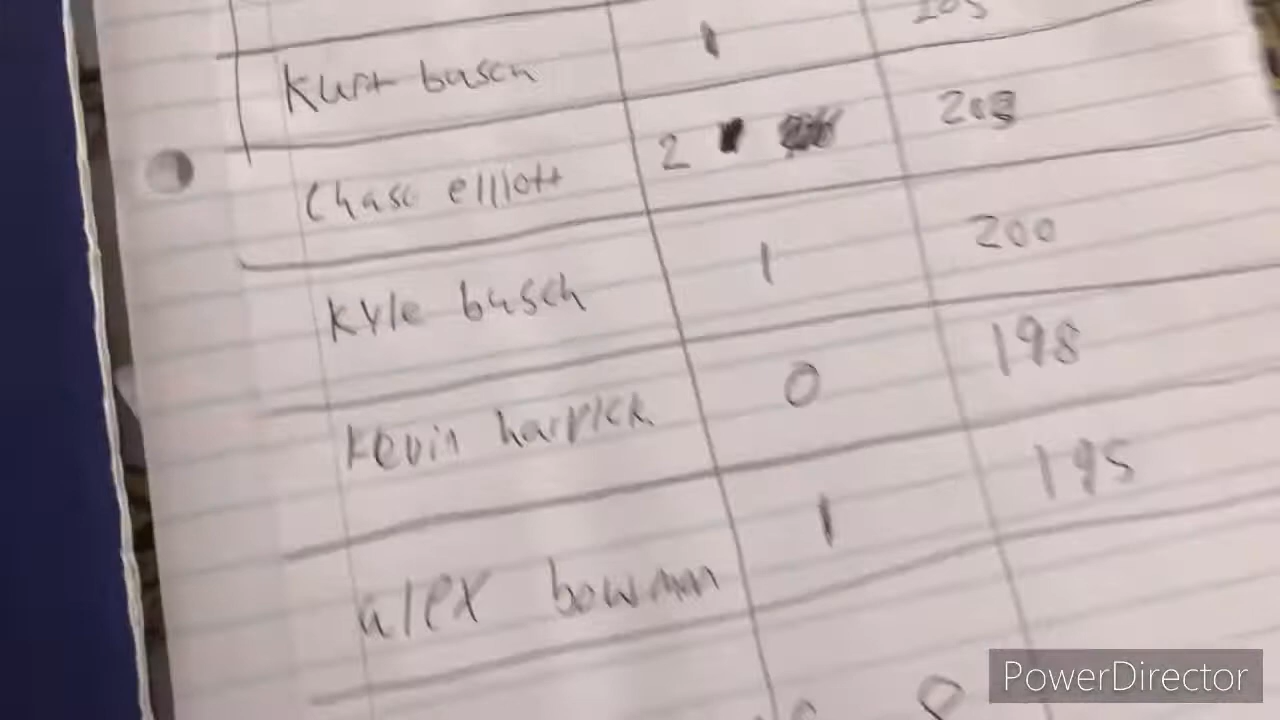 Kurt busch 1
Chase elliott 2 203
Kyle busch 1 200
Kevin harvick 0 198
alex bowman 1 195
PowerDirector